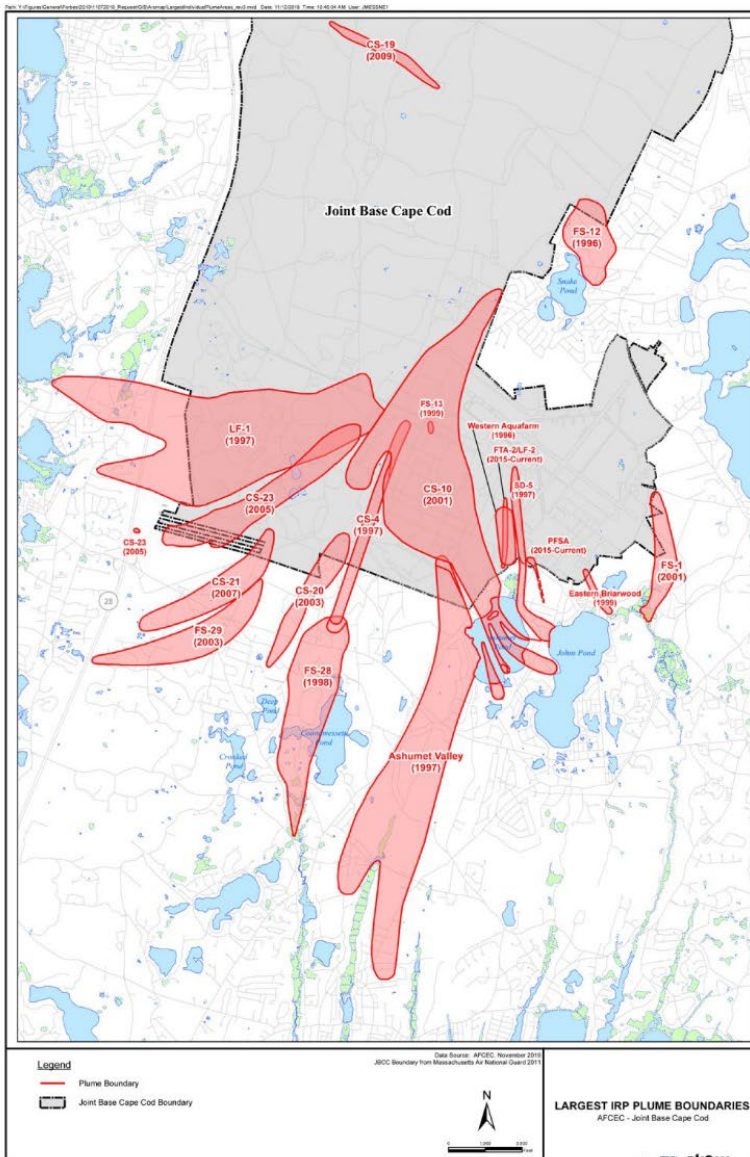 CS-19
(2009)
Joint Base Cape Cod
FS-12
(1996)
Snake
Pond
LF-1
(1997)
FS-13
(1999)
Western Aquafarm
(1996)
FTA-2/LF-2
(2015-Current)
SD-5
(1997)
CS-10
(2001)
CS-23
(2005)
CS-4
(1997)
CS-23
(2005)
PFSA
(2015-Current)
FS-1
(2001)
Eastern Briarwood
(1999)
CS-21
(2007)
CS-20
(2003)
28
FS-29
(2003)
Pond
Johns Pond
FS-28
(1998)
Deep
Pond
Pond
Crooked
Pond
Ashumet Valley
(1997)
Legend
Plume Boundary
Joint Base Cape Cod Boundary
Data Source: AFCEC, November 2019
JBCC Boundary from Massachusetts Air National Guard 2011
N
0
Feet
LARGEST IRP PLUME BOUNDARIES
AFCEC - Joint Base Cape Cod